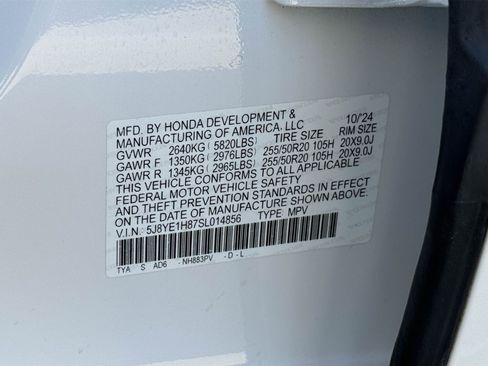 MFD. BY HONDA DEVELOPMENT & 10/'24
MANUFACTURING OF AMERICA, LLC
GVWR 2640KG ( 5820LBS) TIRE SIZE RIM SIZE
GAWR F 1350KG ( 2976LBS) 255/50R20 105H 20X9.0J
GAWR R 1345KG ( 2965LBS) 255/50R20 105H 20X9.0J
THIS VEHICLE CONFORMS TO ALL APPLICABLE
FEDERAL MOTOR VEHICLE SAFETY
AND THEFT PREVENTION STANDARDS IN EFFECT
ON THE DATE OF MANUFACTURE SHOWN ABOVE.
V.I.N.: 5J8YE1H87SL014856 TYPE: MPV
TYA S AD6 - NH883PV - D - L